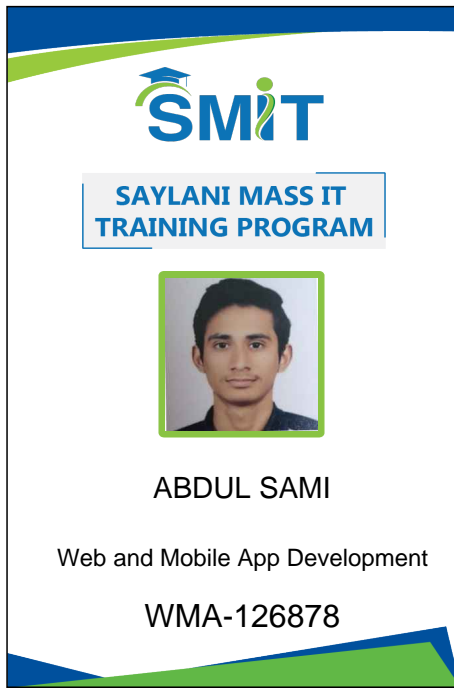 SMIT
SAYLANI MASS IT
TRAINING PROGRAM
ABDUL SAMI
Web and Mobile App Development
WMA-126878